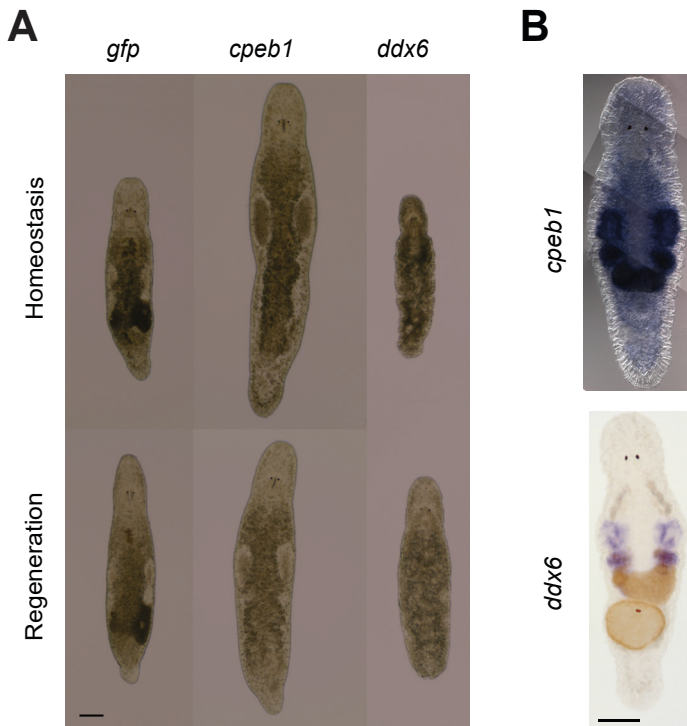 A
B
gfp cpeb1 ddx6
Homeostasis
Regeneration
cpeb1
ddx6